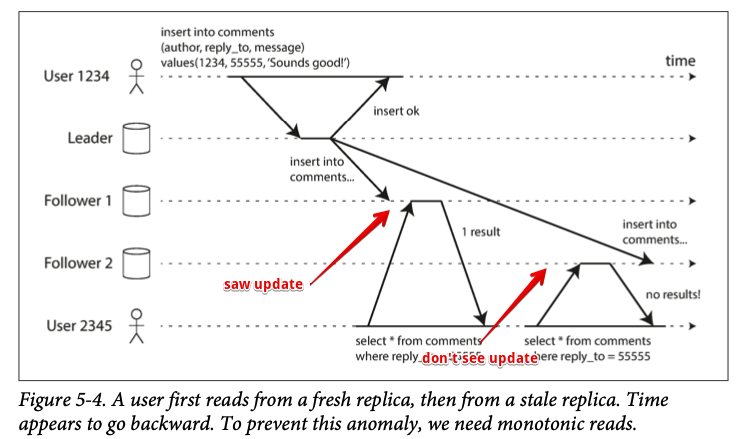 insert into comments
(author, reply_to, message)
values(1234, 55555, 'Sounds good!')
time
User 1234
insert ok
Leader
insert into
comments...
Follower 1
1 result
insert into
comments...
saw update
Follower 2
no results!
User 2345
select * from comments
where reply_
select * from comments
here reply_to = 55555
don't see update
Figure 5-4. A user first reads from a fresh replica, then from a stale replica. Time
appears to go backward. To prevent this anomaly, we need monotonic reads.